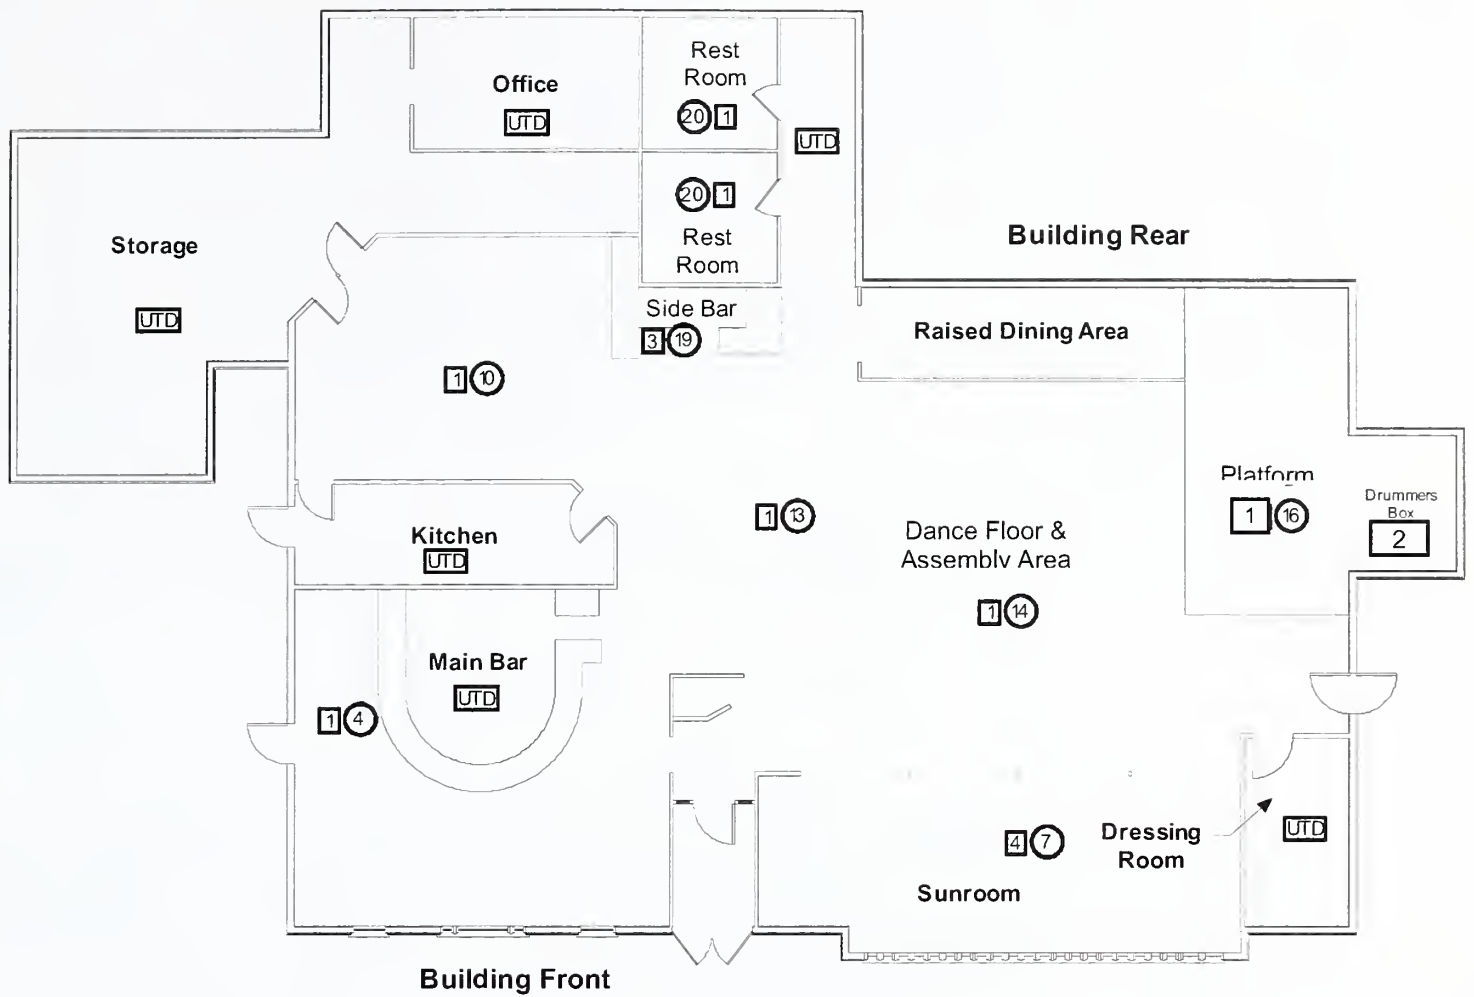 Rest
Room
Office
20 1
UTD
UTD
20 1
Rest
Room
Building Rear
Storage
UTD
Side Bar
3 19
Raised Dining Area
1 10
Platform
Drummers
Box
1 16
2
1 13
Dance Floor &
Assembly Area
Kitchen
UTD
1 14
Main Bar
UTD
1 4
4 7
Dressing
Room
UTD
Sunroom
Building Front